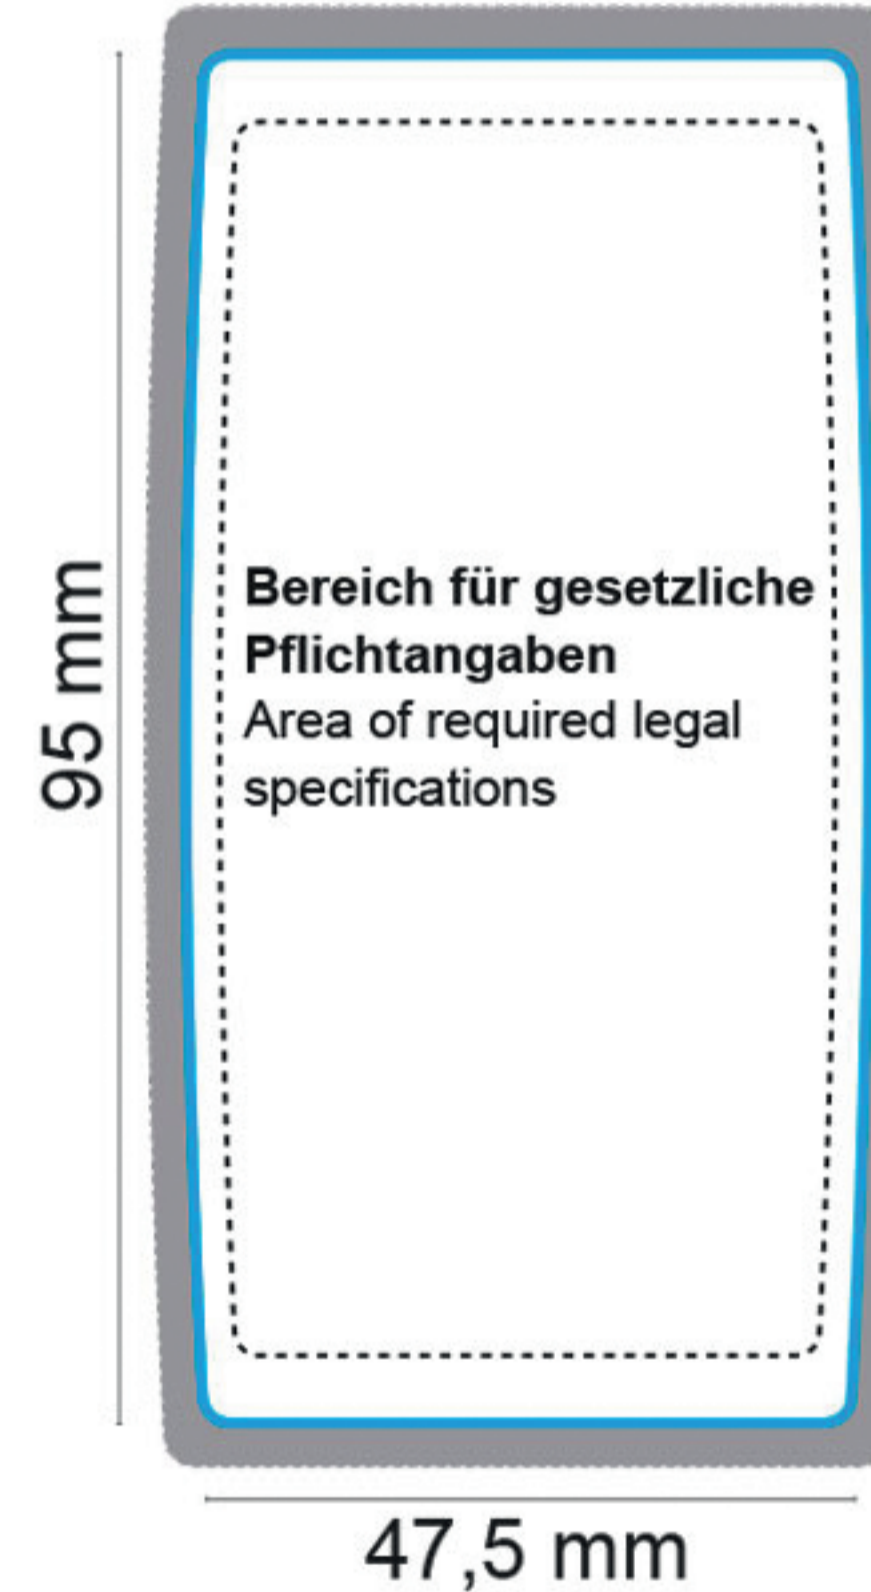 95 mm
Bereich für gesetzliche
Pflichtangaben
Area of required legal
specifications
47,5 mm